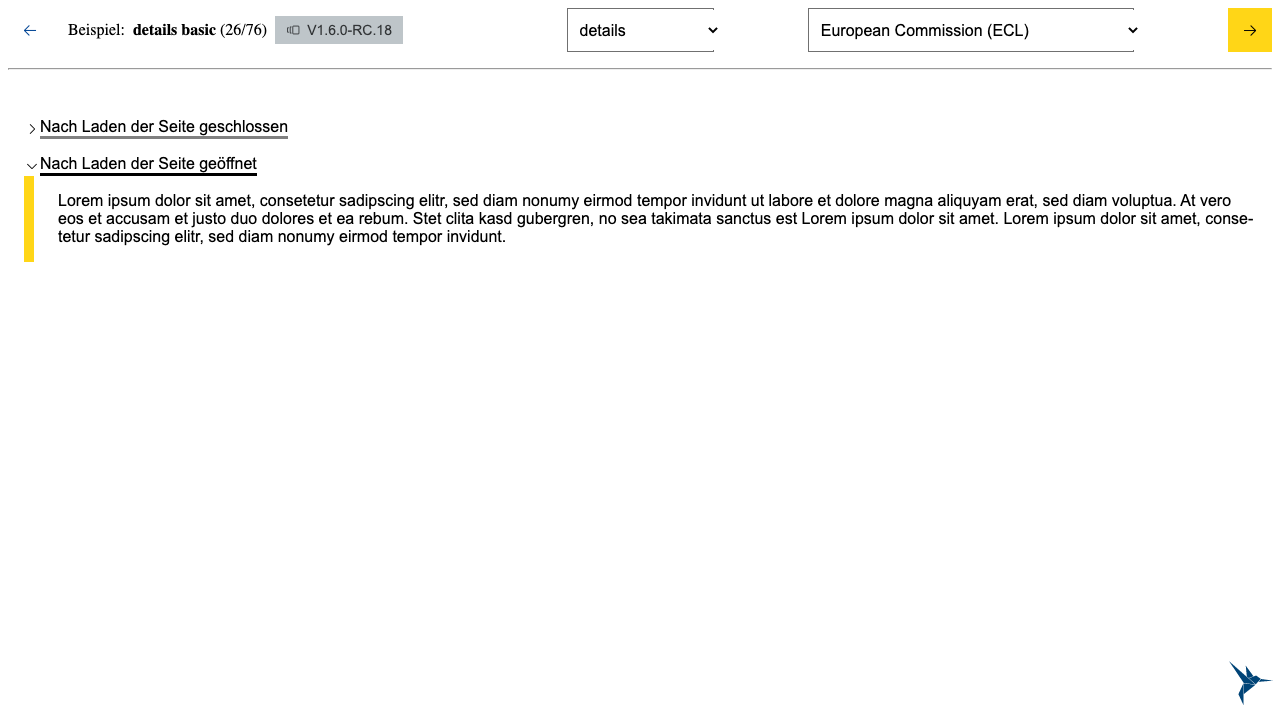 Beispiel: details basic (26/76) V1.6.0-RC.18 details European Commission (ECL)
Nach Laden der Seite geschlossen
Nach Laden der Seite geöffnet
Lorem ipsum dolor sit amet, consetetur sadipscing elitr, sed diam nonumy eirmod tempor invidunt ut labore et dolore magna aliquyam erat, sed diam voluptua. At vero
eos et accusam et justo duo dolores et ea rebum. Stet clita kasd gubergren, no sea takimata sanctus est Lorem ipsum dolor sit amet. Lorem ipsum dolor sit amet, conse-
tetur sadipscing elitr, sed diam nonumy eirmod tempor invidunt.